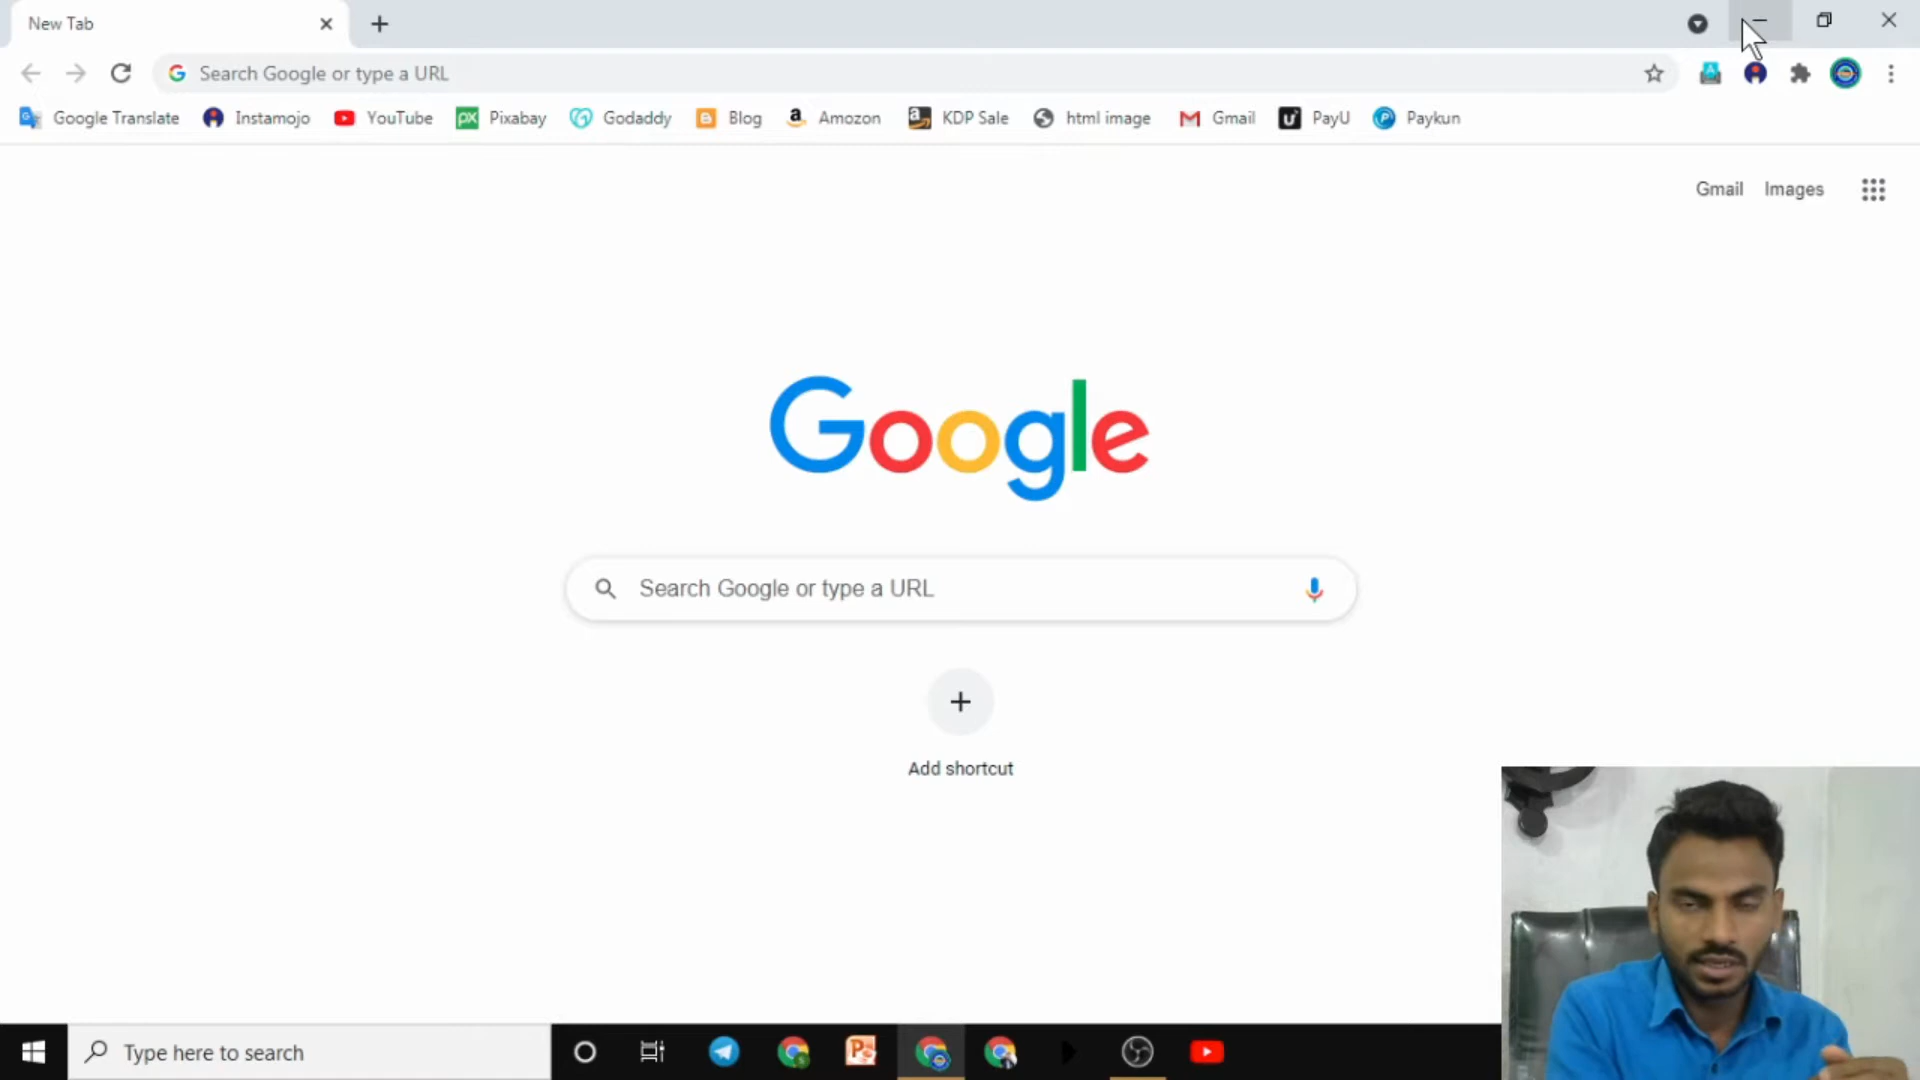 New Tab
Search Google or type a URL
Google Translate Instamojo YouTube Pixabay Godaddy Blog Amozon KDP Sale html image Gmail PayU Paykun
Gmail Images
Google
Search Google or type a URL
Add shortcut
Type here to search